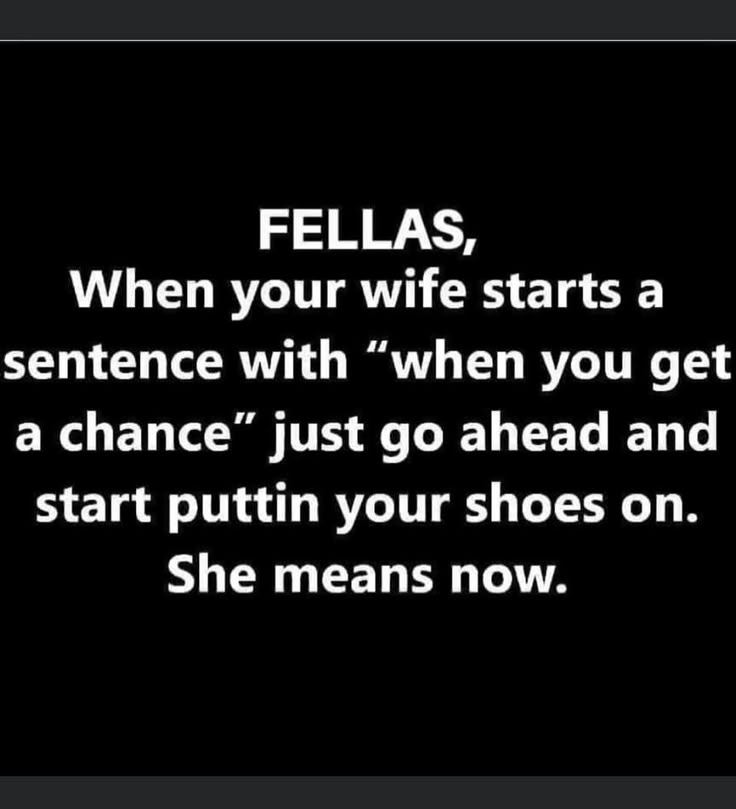 FELLAS,
When your wife starts a
sentence with “when you get
a chance” just go ahead and
start puttin your shoes on.
She means now.